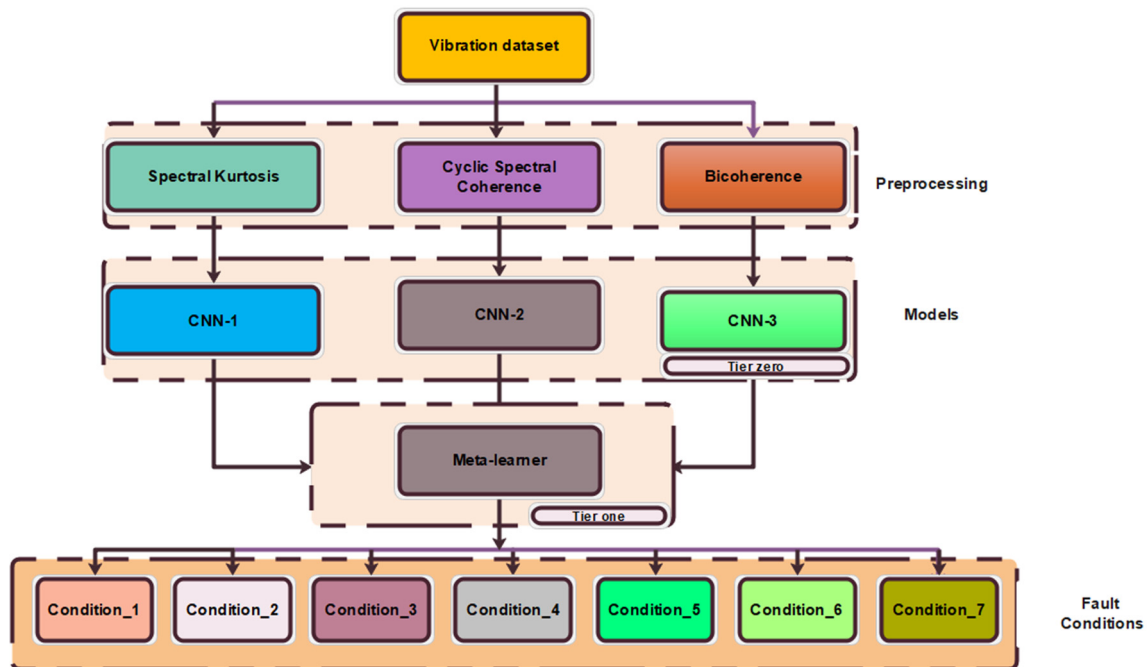 Vibration dataset
Spectral Kurtosis
Cyclic Spectral
Coherence
Bicoherence
Preprocessing
CNN-1
CNN-2
CNN-3
Models
Tier zero
Meta-learner
Tier one
Condition_1
Condition_2
Condition_3
Condition_4
Condition_5
Condition_6
Condition_7
Fault
Conditions